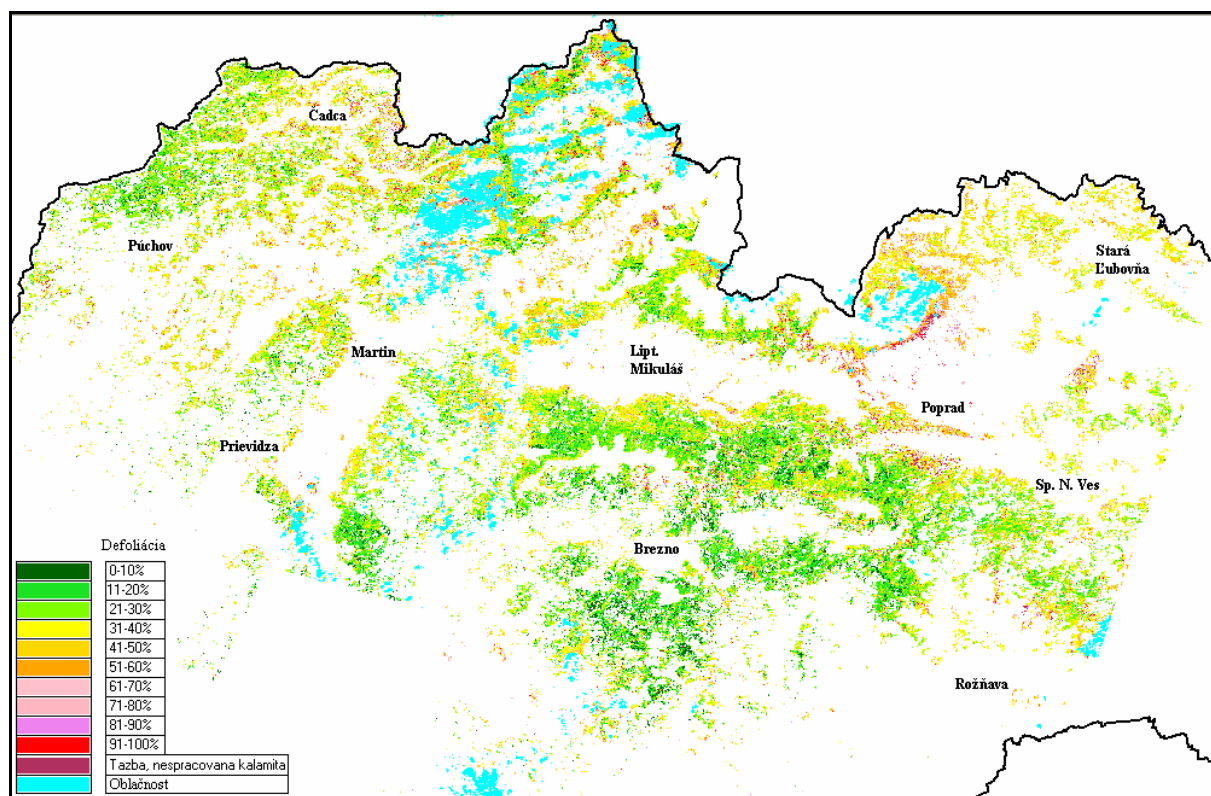 Čadca
Púchov
Stará
Ľubovňa
Martin
Lipt.
Mikuláš
Poprad
Prievidza
Sp. N. Ves
Brezno
Rožňava
Defoliácia
0-10%
11-20%
21-30%
31-40%
41-50%
51-60%
61-70%
71-80%
81-90%
91-100%
Tazba, nespracovana kalamita
Oblačnost